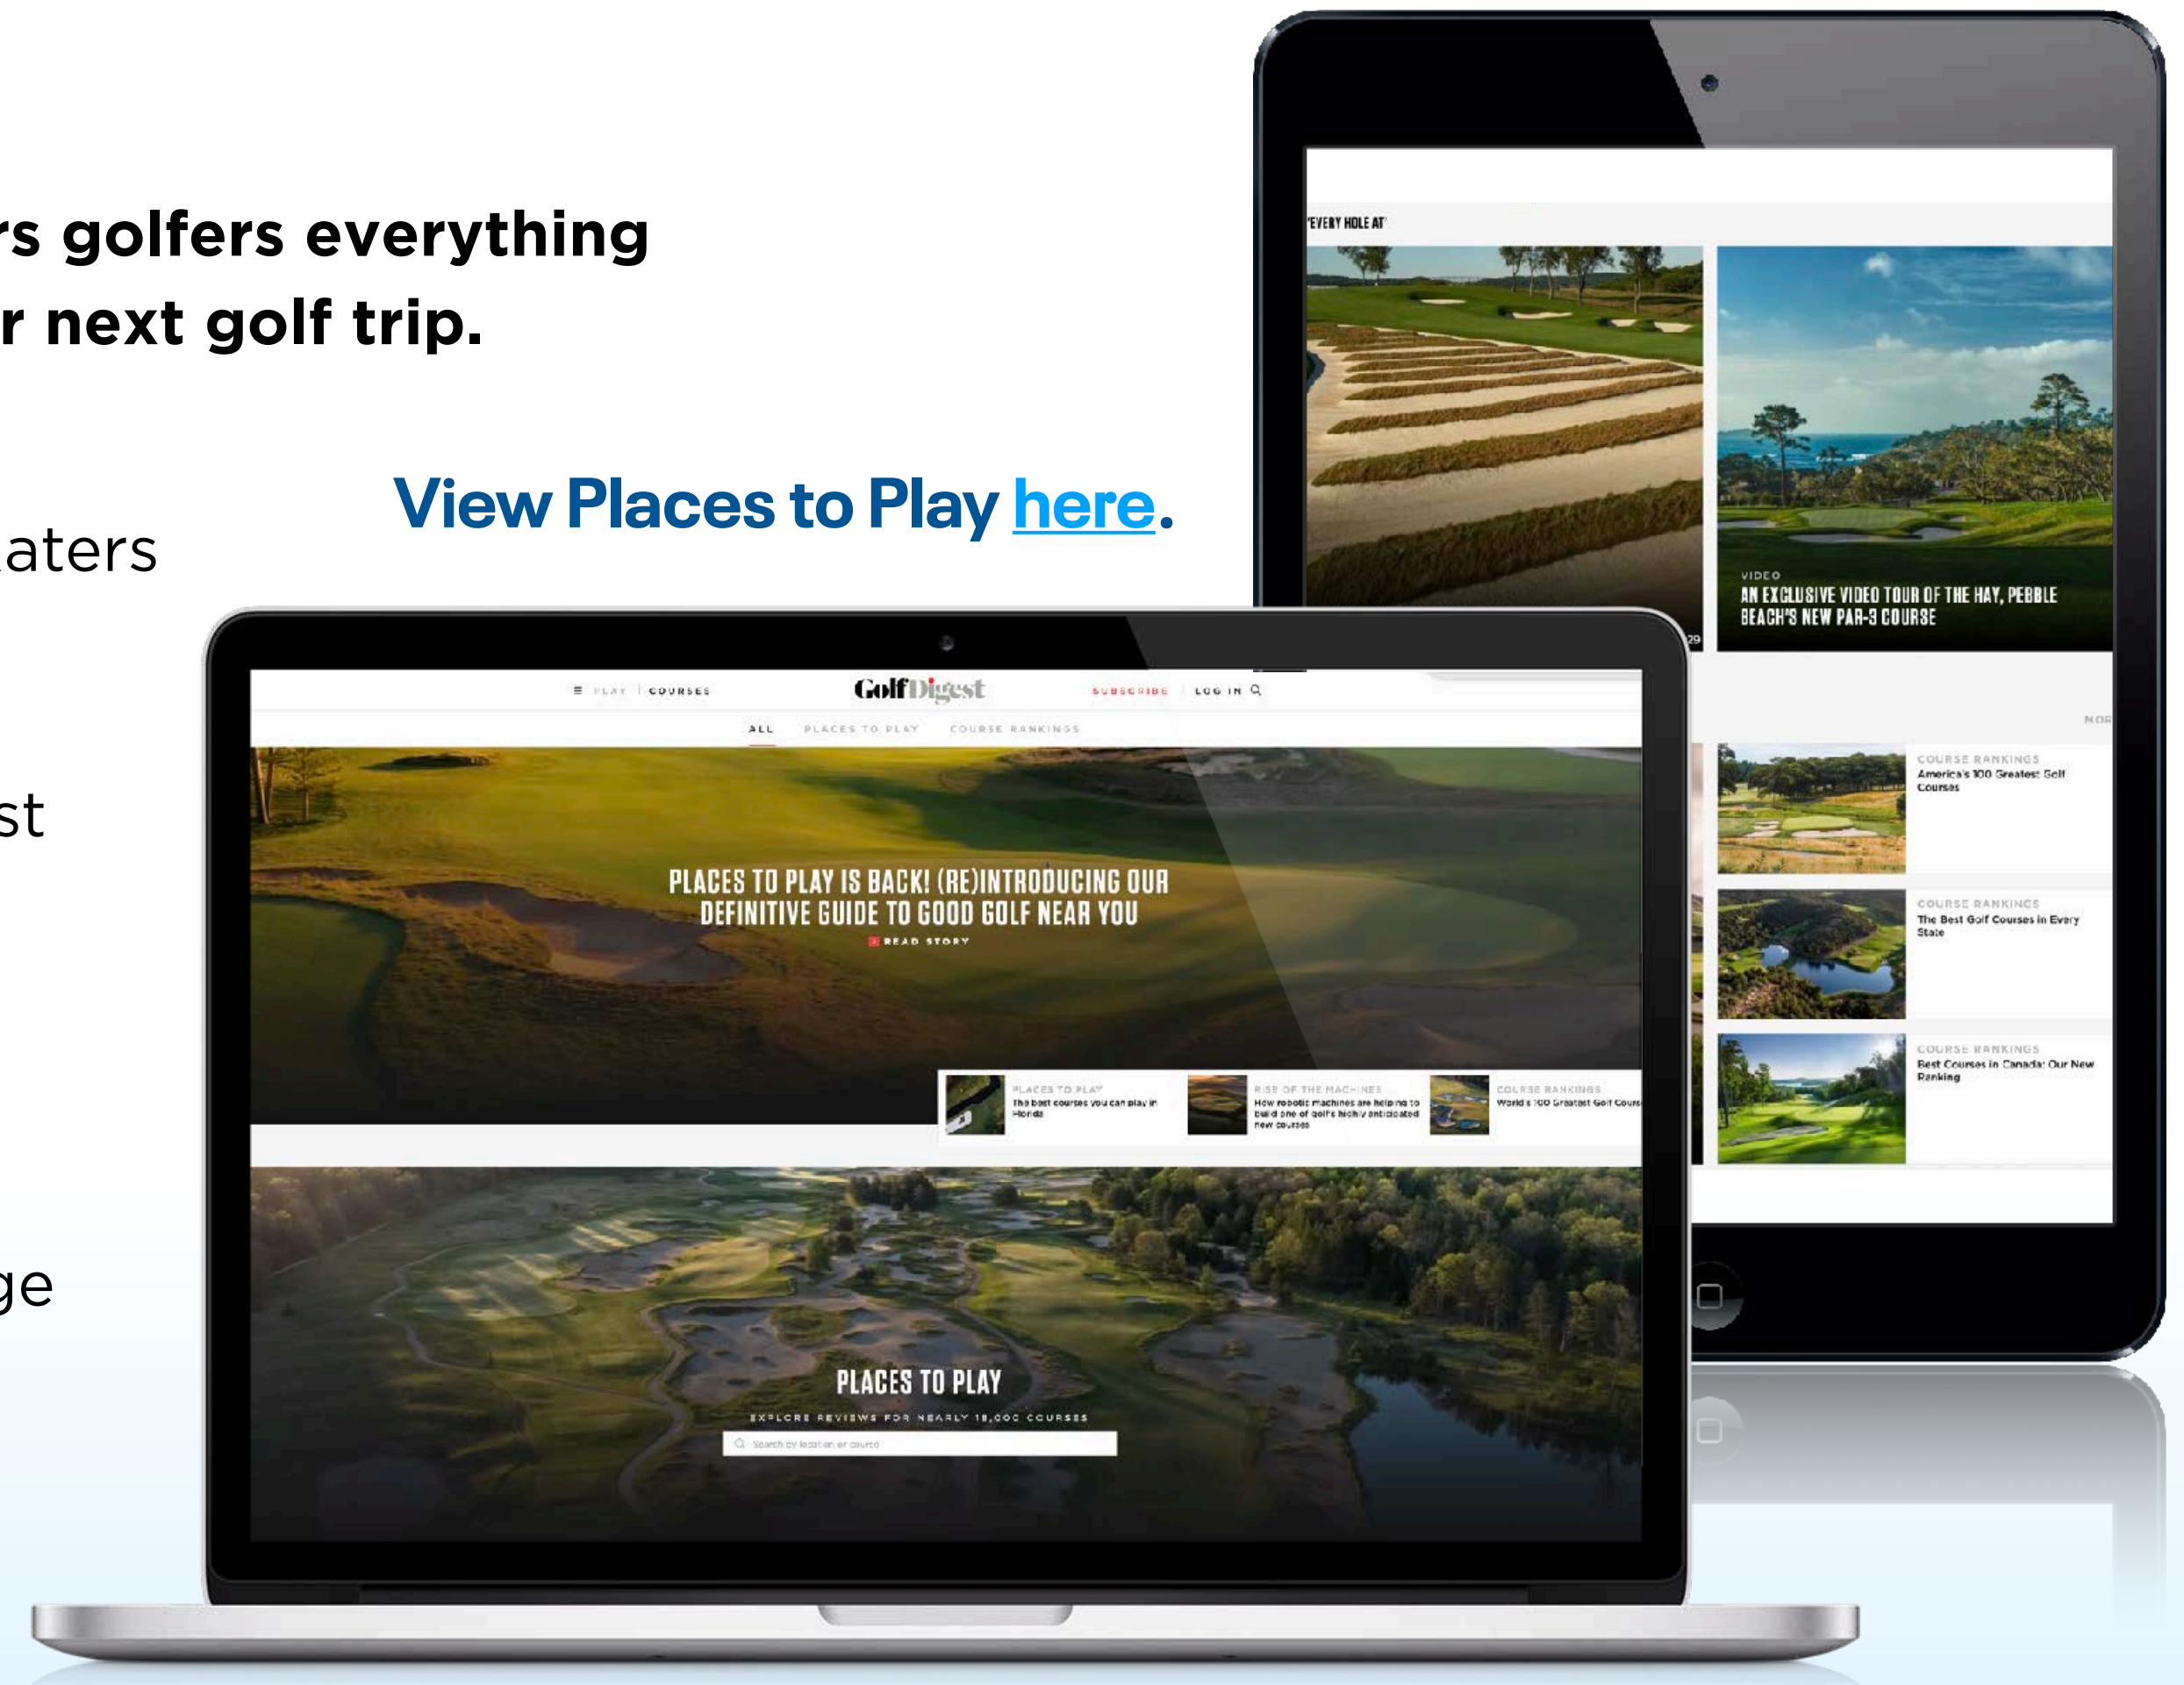 rs golfers everything
r next golf trip.
View Places to Play here.
aters
st
ge
'EVERY HOLE AT'
VIDEO
AN EXCLUSIVE VIDEO TOUR OF THE HAY, PEBBLE
BEACH'S NEW PAR-3 COURSE
29
MOR
COURSE RANKINGS
America's 100 Greatest Golf
Courses
COURSE RANKINGS
The Best Golf Courses in Every
State
COURSE RANKINGS
Best Courses in Canada: Our New
Ranking
PLAY | COURSES
GolfDigest
SUBSCRIBE | LOG IN
ALL PLACES TO PLAY COURSE RANKINGS
PLACES TO PLAY IS BACK! (RE)INTRODUCING OUR
DEFINITIVE GUIDE TO GOOD GOLF NEAR YOU
READ STORY
PLACES TO PLAY
The best courses you can play in
Florida
RISE OF THE MACHINES
How robotic machines are helping to
build one of golf's highly anticipated
new courses
COURSE RANKINGS
World's 100 Greatest Golf Cours
PLACES TO PLAY
EXPLORE REVIEWS FOR NEARLY 18,000 COURSES
Search by location or course